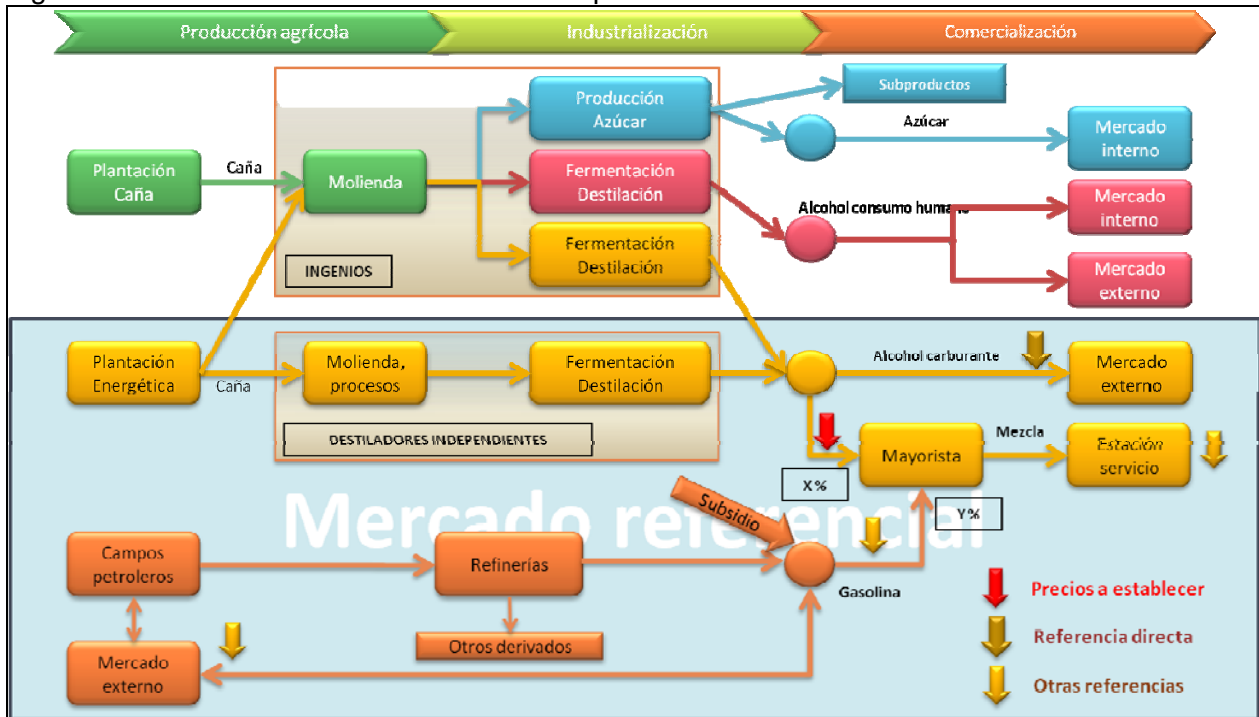 Producción agrícola
Industrialización
Comercialización
Producción
Azúcar
Subproductos
Azúcar
Mercado
interno
Plantación
Caña
Caña
Molienda
Fermentación
Destilación
Alcohol consumo humano
Mercado
interno
Fermentación
Destilación
INGENIOS
Mercado
externo
Plantación
Energética
Caña
Molienda,
procesos
Fermentación
Destilación
Alcohol carburante
Mercado
externo
DESTILADORES INDEPENDIENTES
Mayorista
Mezcla
Estación
servicio
X%
Y%
Mercado referencial
Subsidio
Campos
petroleros
Refinerías
Gasolina
Otros derivados
Mercado
externo
Precios a establecer
Referencia directa
Otras referencias